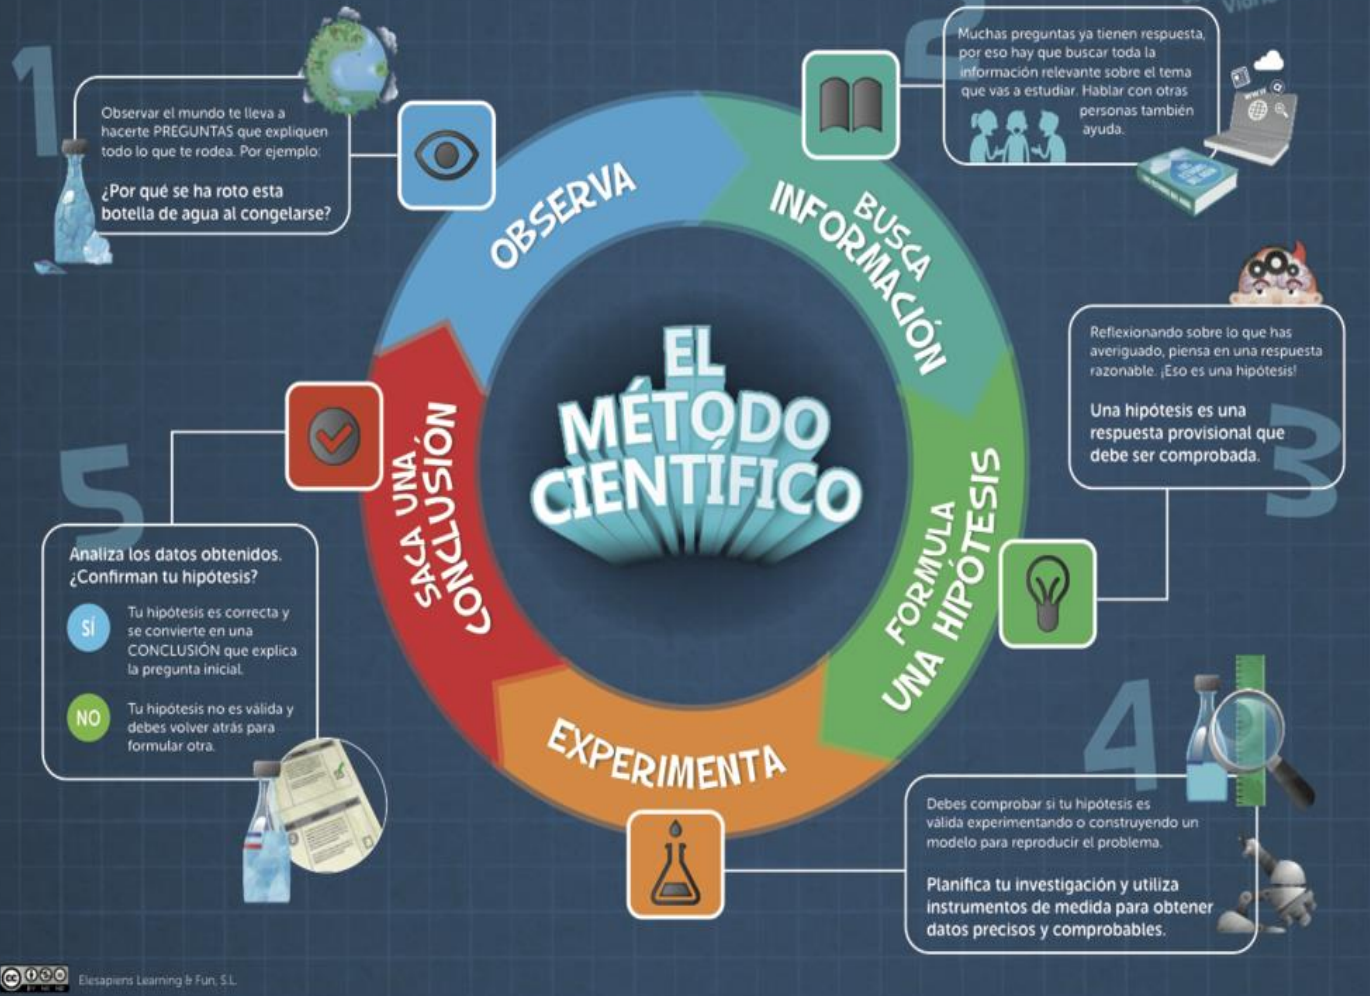 1
Observar el mundo te lleva a
hacerte PREGUNTAS que expliquen
todo lo que te rodea. Por ejemplo:
¿Por qué se ha roto esta
botella de agua al congelarse?
OBSERVA
2
Muchas preguntas ya tienen respuesta,
por eso hay que buscar toda la
información relevante sobre el tema
que vas a estudiar. Hablar con otras
personas también
ayuda.
WWW
@
BUSCA
INFORMACIÓN
EL
MÉTODO
CIENTÍFICO
3
Reflexionando sobre lo que has
averiguado, piensa en una respuesta
razonable. ¡Eso es una hipótesis!
Una hipótesis es una
respuesta provisional que
debe ser comprobada.
FORMULA
UNA HIPÓTESIS
4
Debes comprobar si tu hipótesis es
válida experimentando o construyendo un
modelo para reproducir el problema.
Planifica tu investigación y utiliza
instrumentos de medida para obtener
datos precisos y comprobables.
EXPERIMENTA
5
SACA UNA
CONCLUSIÓN
Analiza los datos obtenidos.
¿Confirman tu hipótesis?
SÍ
Tu hipótesis es correcta y
se convierte en una
CONCLUSIÓN que explica
la pregunta inicial.
NO
Tu hipótesis no es válida y
debes volver atrás para
formular otra.
cc
BY NC ND
Elesapiens Learning & Fun, S.L.